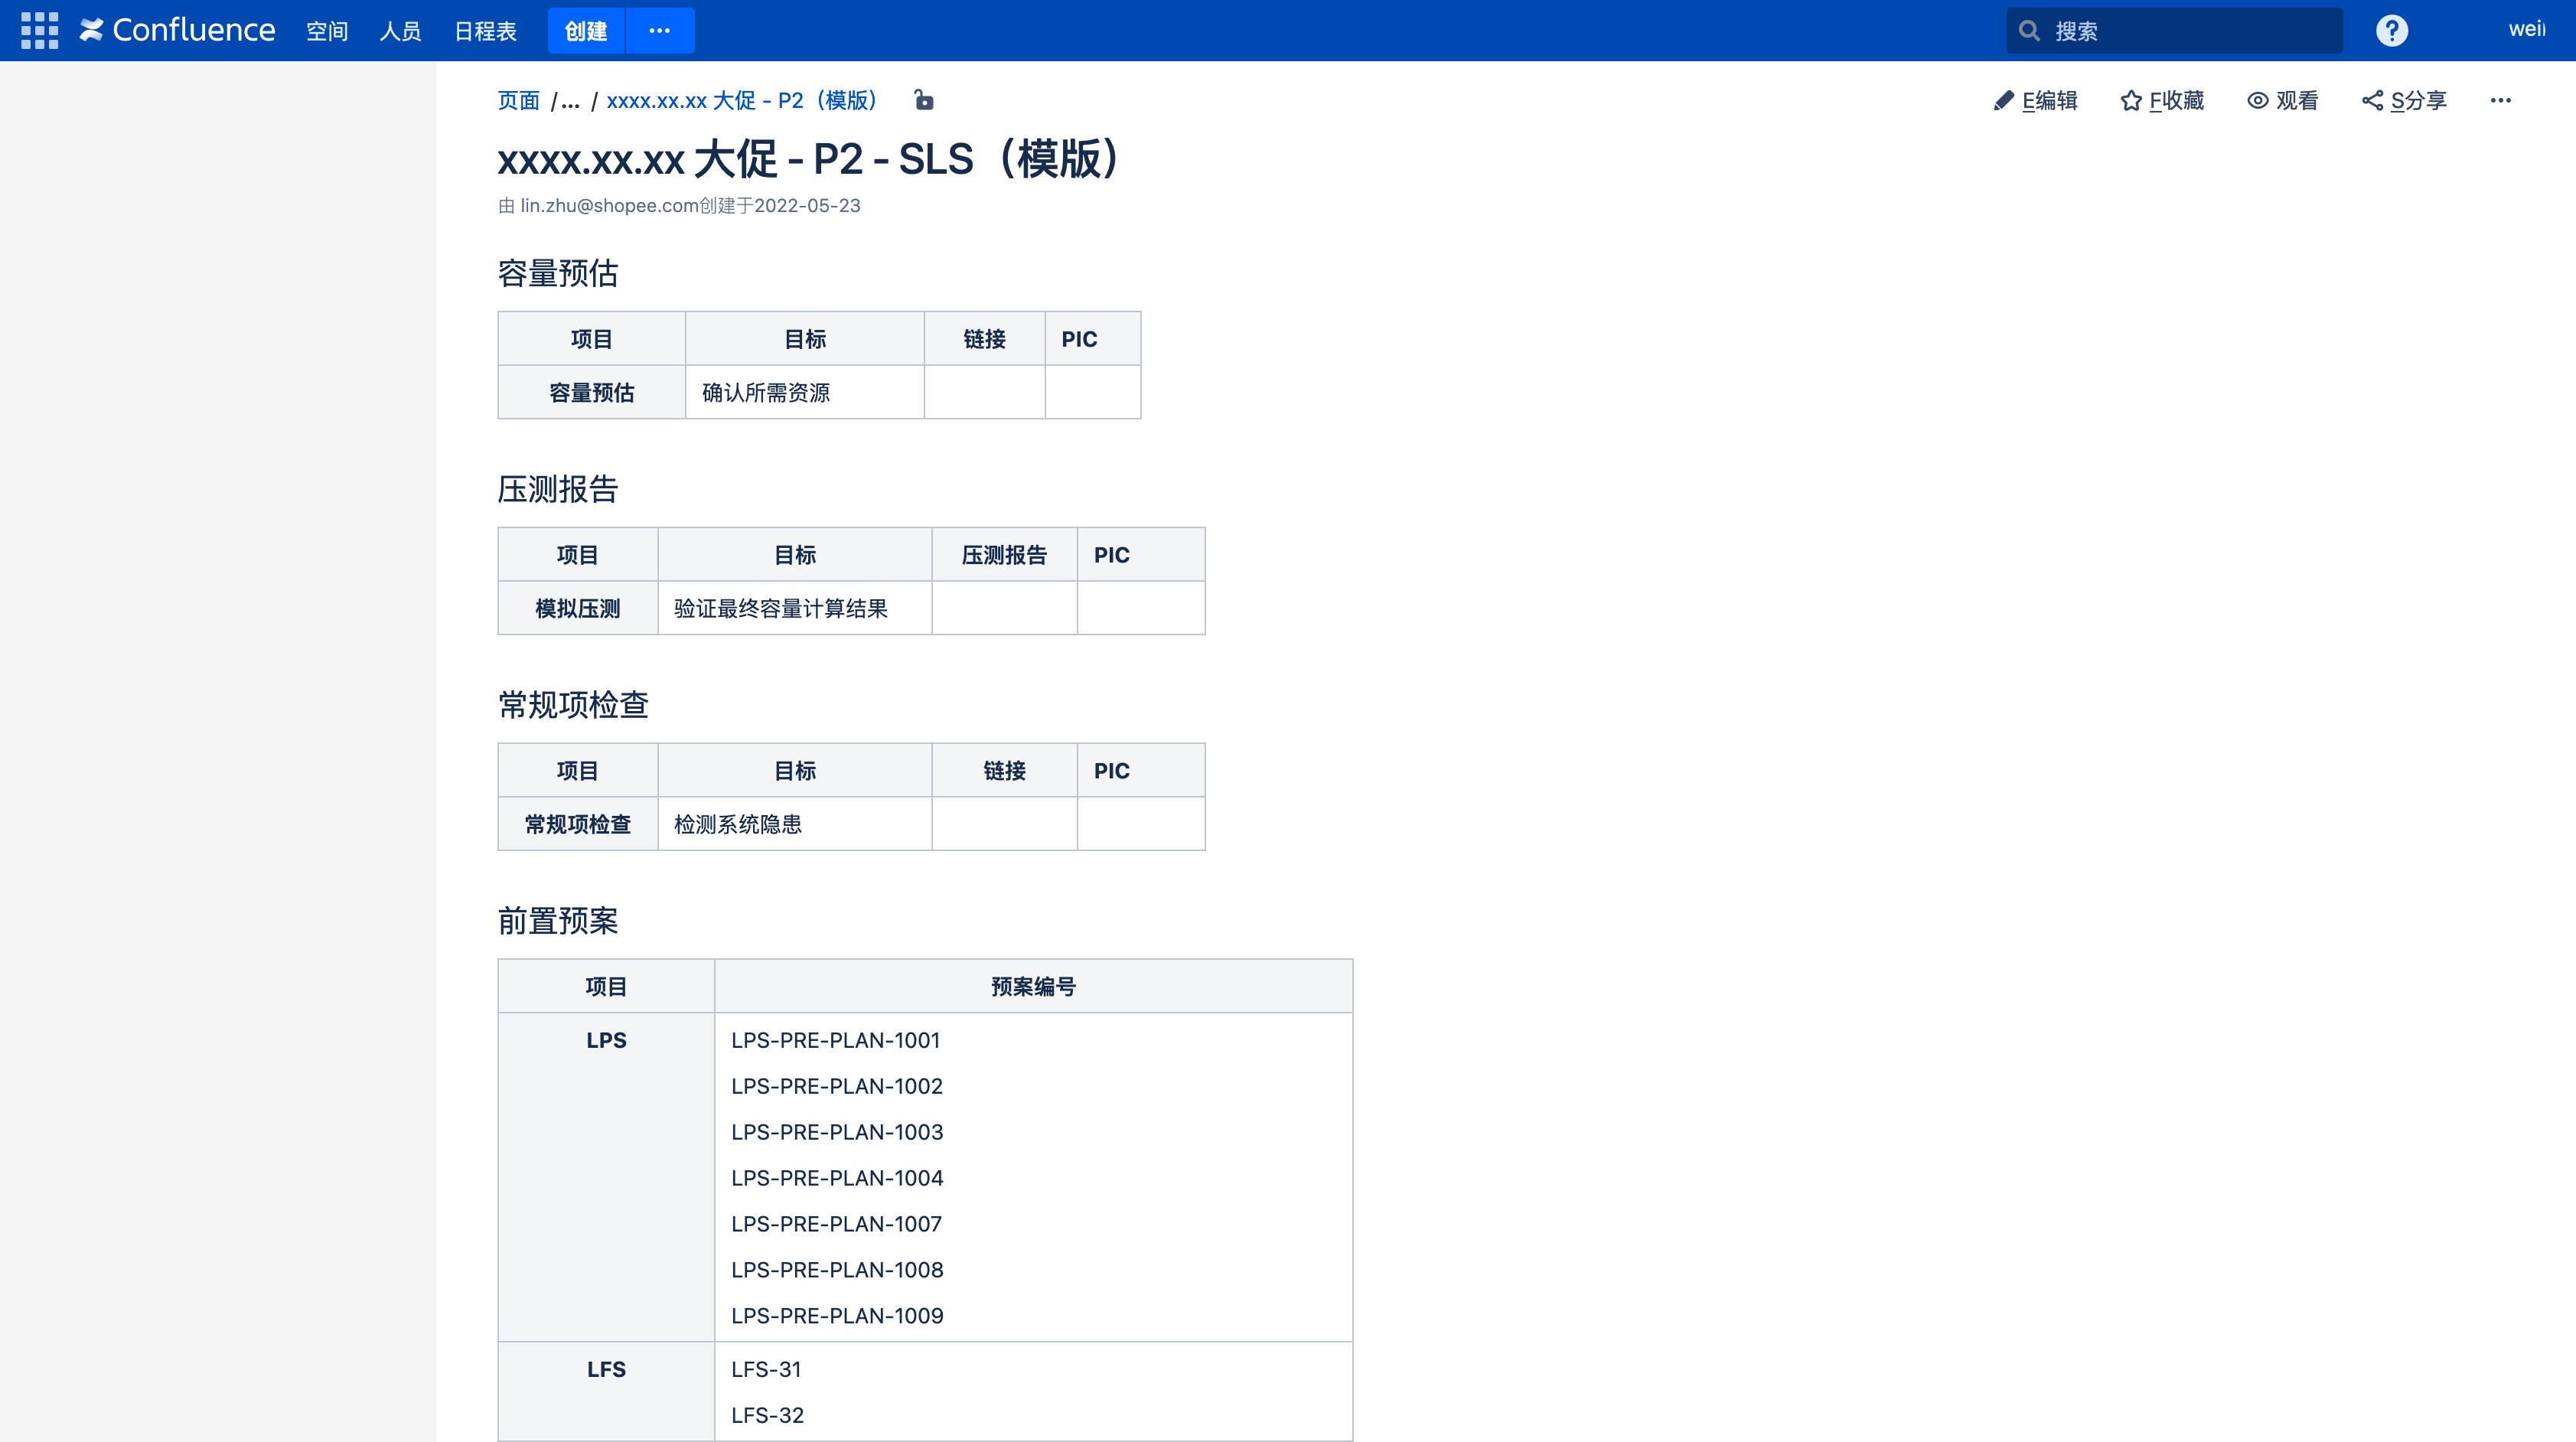 Confluence 空间 人员 日程表 创建 ··· 搜索 ? wei
页面 /... / xxxx.xx.xx 大促 - P2（模版） E编辑 F收藏 观看 S分享 ···
xxxx.xx.xx 大促 - P2 - SLS（模版）
由 lin.zhu@shopee.com创建于2022-05-23
容量预估
项目 目标 链接 PIC
容量预估 确认所需资源
压测报告
项目 目标 压测报告 PIC
模拟压测 验证最终容量计算结果
常规项检查
项目 目标 链接 PIC
常规项检查 检测系统隐患
前置预案
项目 预案编号
LPS LPS-PRE-PLAN-1001
LPS-PRE-PLAN-1002
LPS-PRE-PLAN-1003
LPS-PRE-PLAN-1004
LPS-PRE-PLAN-1007
LPS-PRE-PLAN-1008
LPS-PRE-PLAN-1009
LFS LFS-31
LFS-32